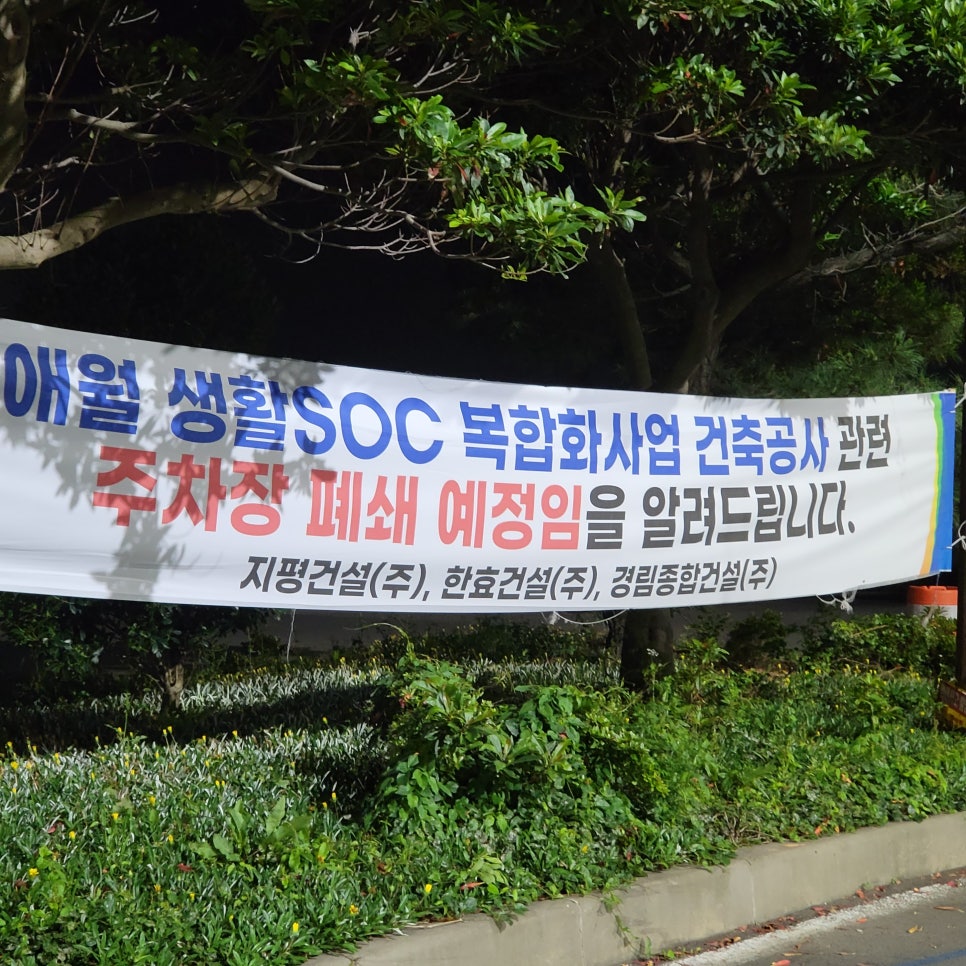 애월 생활SOC 복합화사업 건축공사 관련
주차장 폐쇄 예정임을 알려드립니다.
지평건설(주), 한효건설(주), 경림종합건설(주)